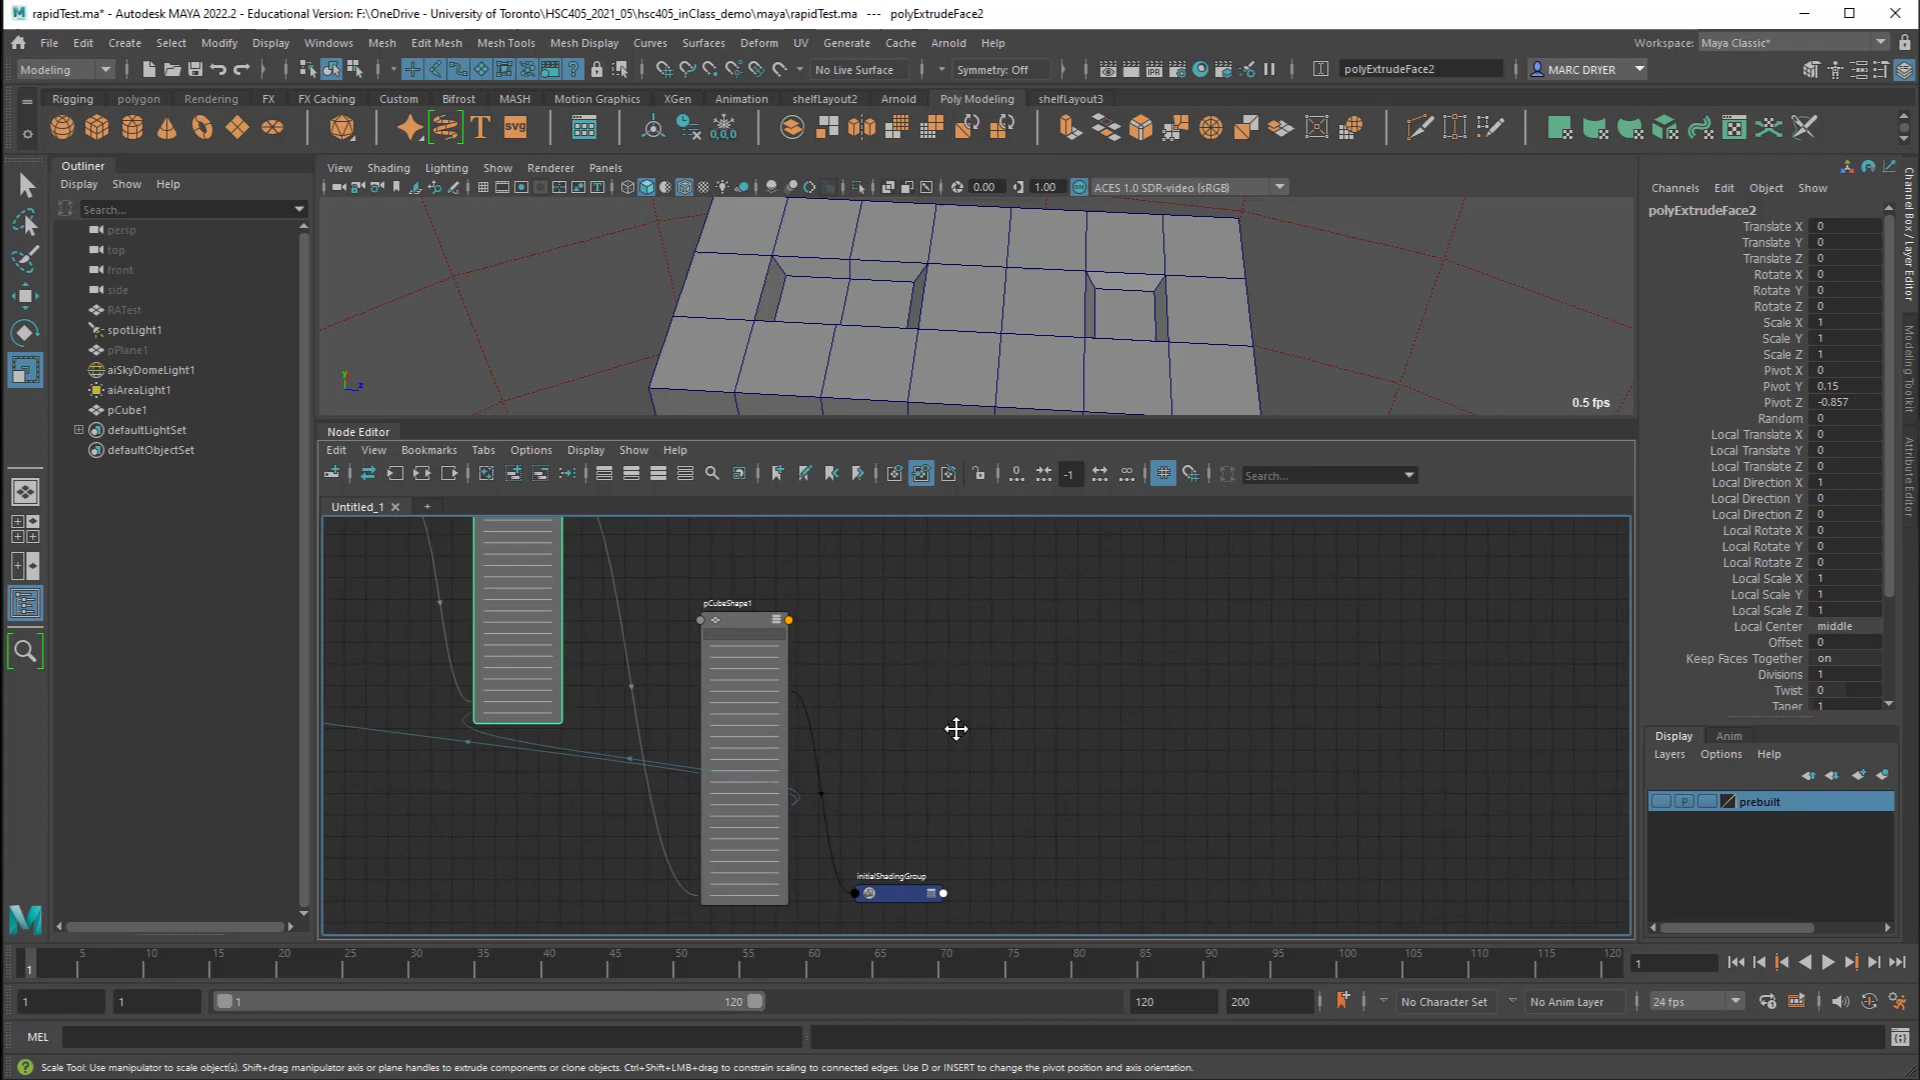 rapidTest.ma* - Autodesk MAYA 2022.2 - Educational Version: F:\OneDrive - University of Toronto\HSC405_2021_05\hsc405_inClass_demo\maya\rapidTest.ma --- polyExtrudeFace2
File Edit Create Select Modify Display Windows Mesh Edit Mesh Mesh Tools Mesh Display Curves Surfaces Deform UV Generate Cache Arnold Help
Workspace: Maya Classic*
Modeling
No Live Surface
Symmetry: Off
polyExtrudeFace2
MARC DRYER
Rigging polygon Rendering FX FX Caching Custom Bifrost MASH Motion Graphics XGen Animation shelfLayout2 Arnold Poly Modeling shelfLayout3
T svg 0,0,0
Outliner
Display Show Help
Search...
persp
top
front
side
RATest
spotLight1
pPlane1
aiSkyDomeLight1
aiAreaLight1
pCube1
defaultLightSet
defaultObjectSet
View Shading Lighting Show Renderer Panels
0.00 1.00 ACES 1.0 SDR-video (sRGB)
y
z
0.5 fps
Node Editor
Edit View Bookmarks Tabs Options Display Show Help
0 -1 ∞ Search...
Untitled_1 +
pCubeShape1
initialShadingGroup
Channels Edit Object Show
polyExtrudeFace2
Translate X 0
Translate Y 0
Translate Z 0
Rotate X 0
Rotate Y 0
Rotate Z 0
Scale X 1
Scale Y 1
Scale Z 1
Pivot X 0
Pivot Y 0.15
Pivot Z -0.857
Random 0
Local Translate X 0
Local Translate Y 0
Local Translate Z 0
Local Direction X 1
Local Direction Y 0
Local Direction Z 0
Local Rotate X 0
Local Rotate Y 0
Local Rotate Z 0
Local Scale X 1
Local Scale Y 1
Local Scale Z 1
Local Center middle
Offset 0
Keep Faces Together on
Divisions 1
Twist 0
Taper 1
Channel Box / Layer Editor
Modeling Toolkit
Attribute Editor
Display Anim
Layers Options Help
P prebuilt
5 10 15 20 25 30 35 40 45 50 55 60 65 70 75 80 85 90 95 100 105 110 115 120
1
1
1 1 1 120 120 200 No Character Set No Anim Layer 24 fps
MEL
Scale Tool: Use manipulator to scale object(s). Shift+drag manipulator axis or plane handles to extrude components or clone objects. Ctrl+Shift+LMB+drag to constrain scaling to connected edges. Use D or INSERT to change the pivot position and axis orientation.